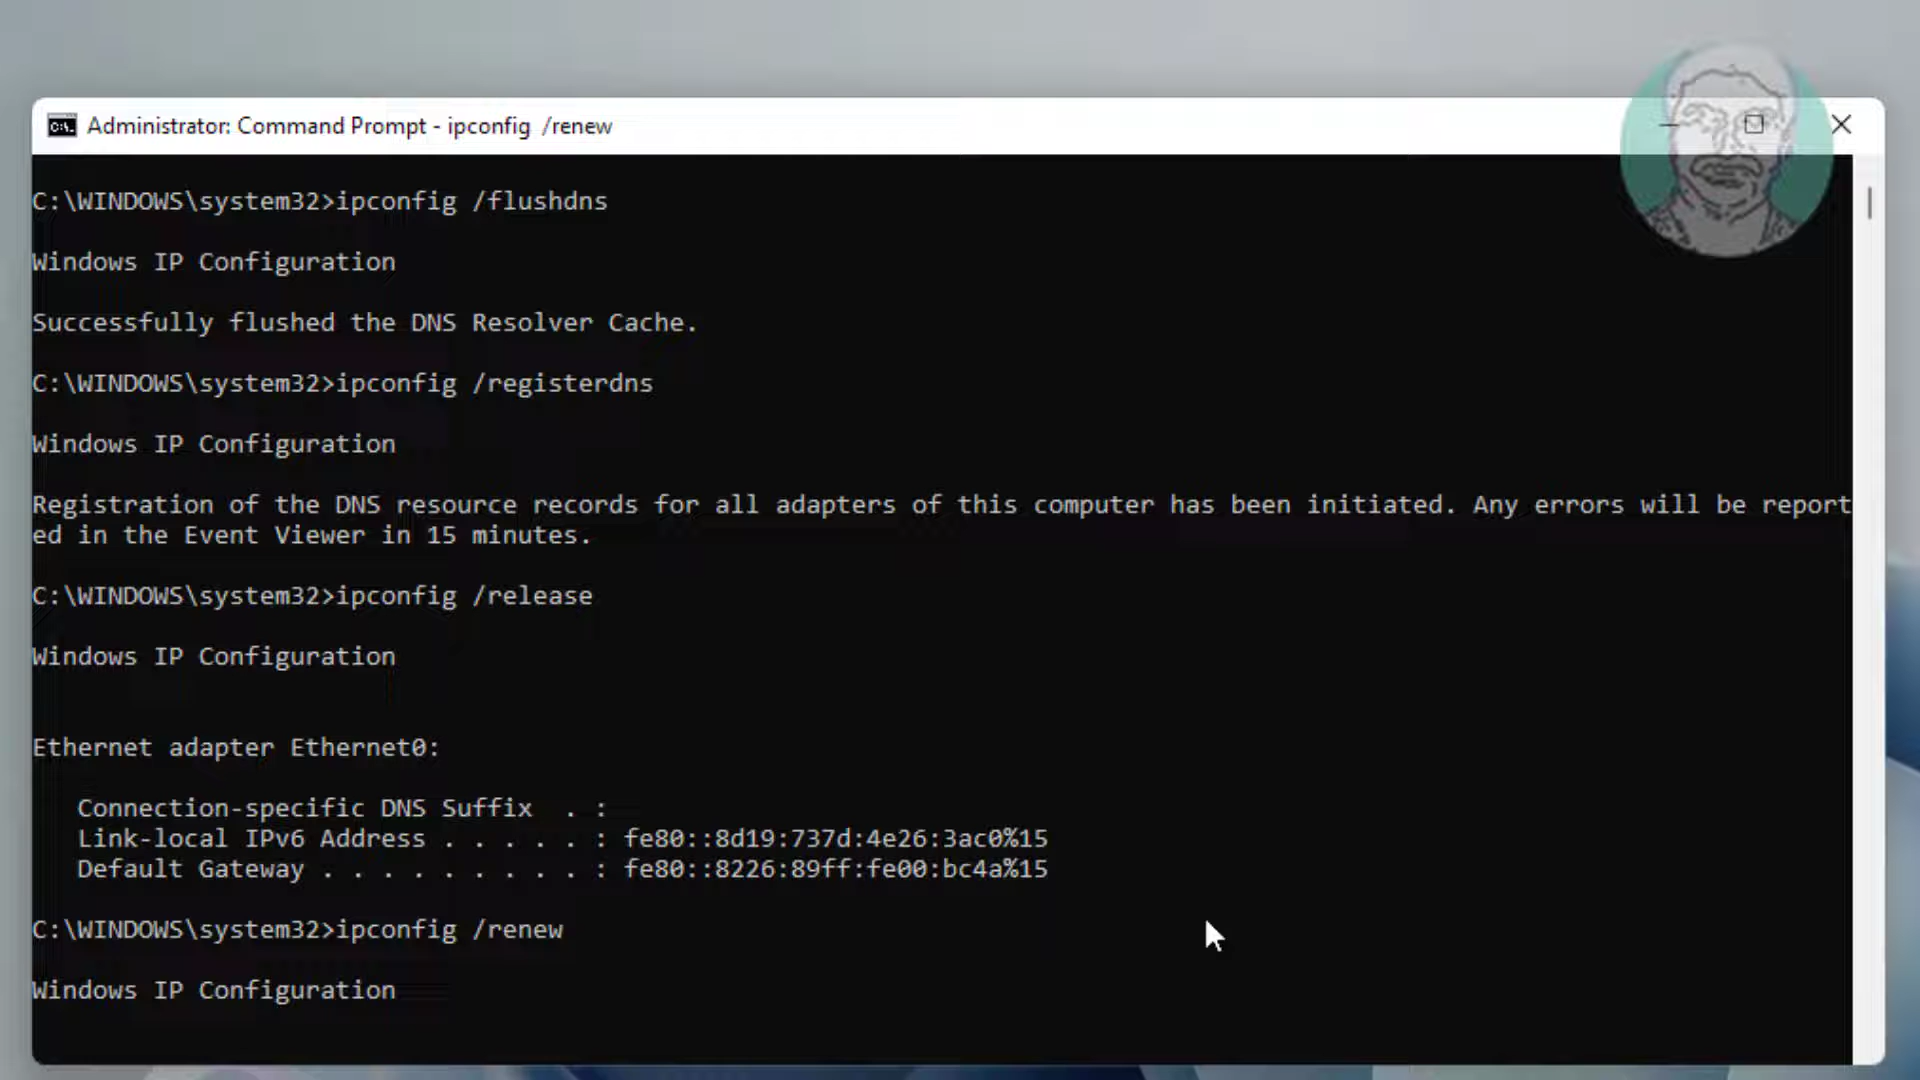 Administrator: Command Prompt - ipconfig  /renew
C:\WINDOWS\system32>ipconfig /flushdns
Windows IP Configuration
Successfully flushed the DNS Resolver Cache.
C:\WINDOWS\system32>ipconfig /registerdns
Windows IP Configuration
Registration of the DNS resource records for all adapters of this computer has been initiated. Any errors will be report
ed in the Event Viewer in 15 minutes.
C:\WINDOWS\system32>ipconfig /release
Windows IP Configuration
Ethernet adapter Ethernet0:
   Connection-specific DNS Suffix  . :
   Link-local IPv6 Address . . . . . : fe80::8d19:737d:4e26:3ac0%15
   Default Gateway . . . . . . . . . : fe80::8226:89ff:fe00:bc4a%15
C:\WINDOWS\system32>ipconfig /renew
Windows IP Configuration